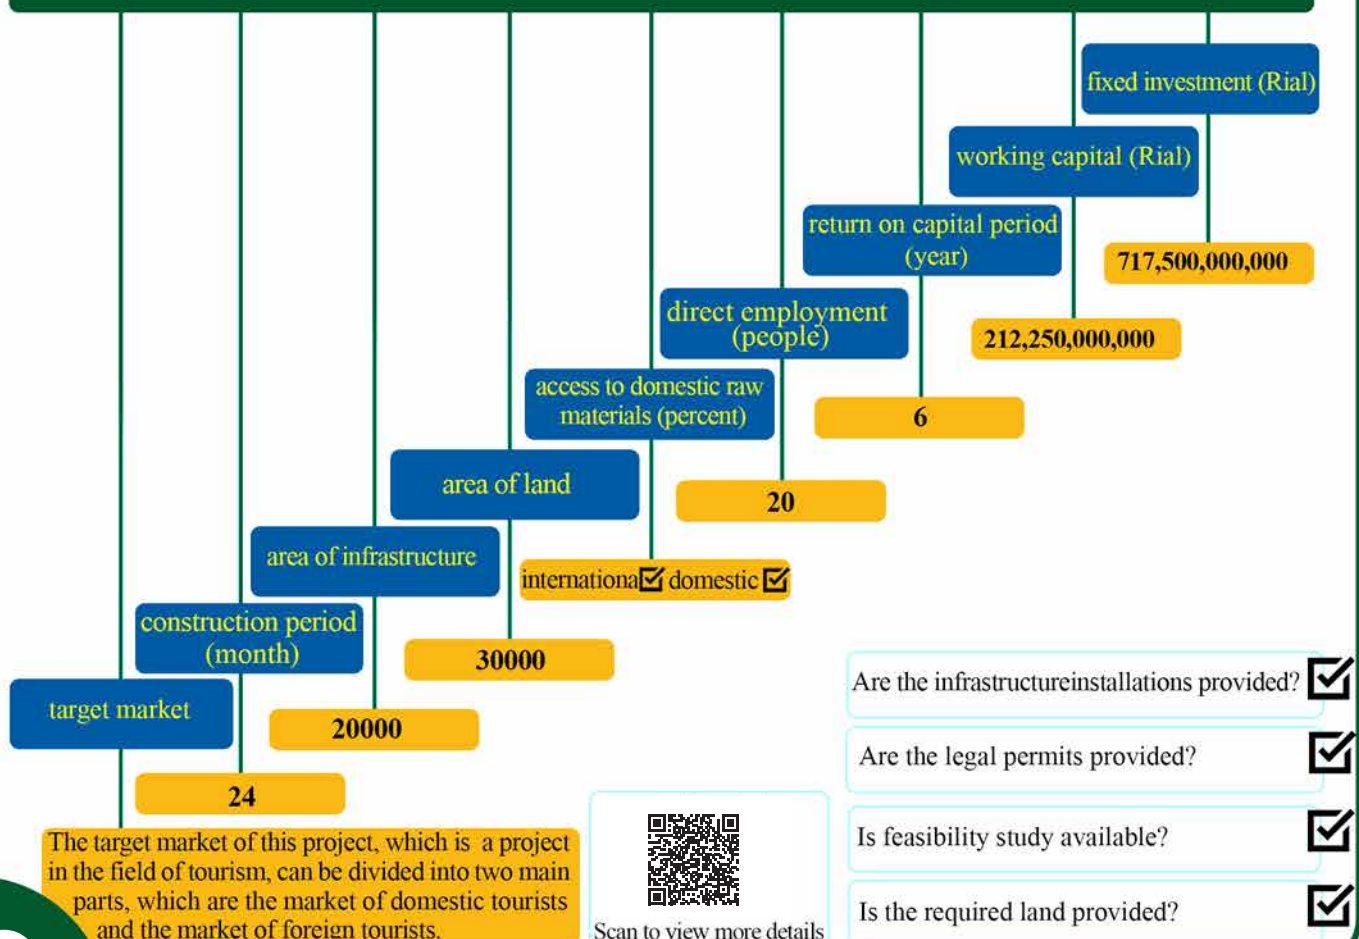 fixed investment (Rial)
717,500,000,000
working capital (Rial)
212,250,000,000
return on capital period
(year)
6
direct employment
(people)
20
access to domestic raw
materials (percent)
internationa domestic
area of land
30000
area of infrastructure
20000
construction period
(month)
24
target market
The target market of this project, which is a project
in the field of tourism, can be divided into two main
parts, which are the market of domestic tourists
and the market of foreign tourists.
Scan to view more details
Are the infrastructureinstallations provided?
Are the legal permits provided?
Is feasibility study available?
Is the required land provided?